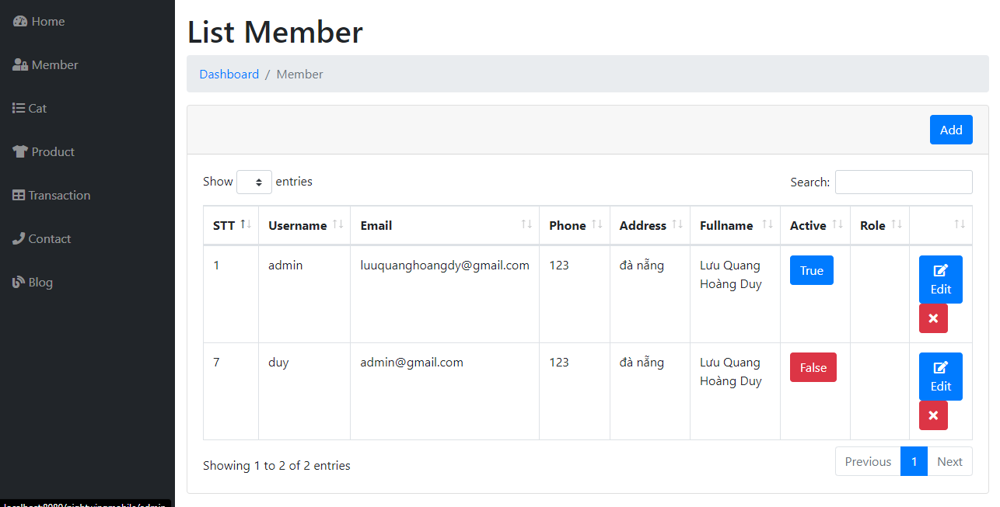 Home
Member
Cat
Product
Transaction
Contact
Blog
List Member
Dashboard / Member
Add
Show entries
Search:
STT Username Email Phone Address Fullname Active Role
1 admin luuquanghoangdy@gmail.com 123 đà nẵng Lưu Quang Hoàng Duy True Edit
7 duy admin@gmail.com 123 đà nẵng Lưu Quang Hoàng Duy False Edit
Showing 1 to 2 of 2 entries
Previous 1 Next